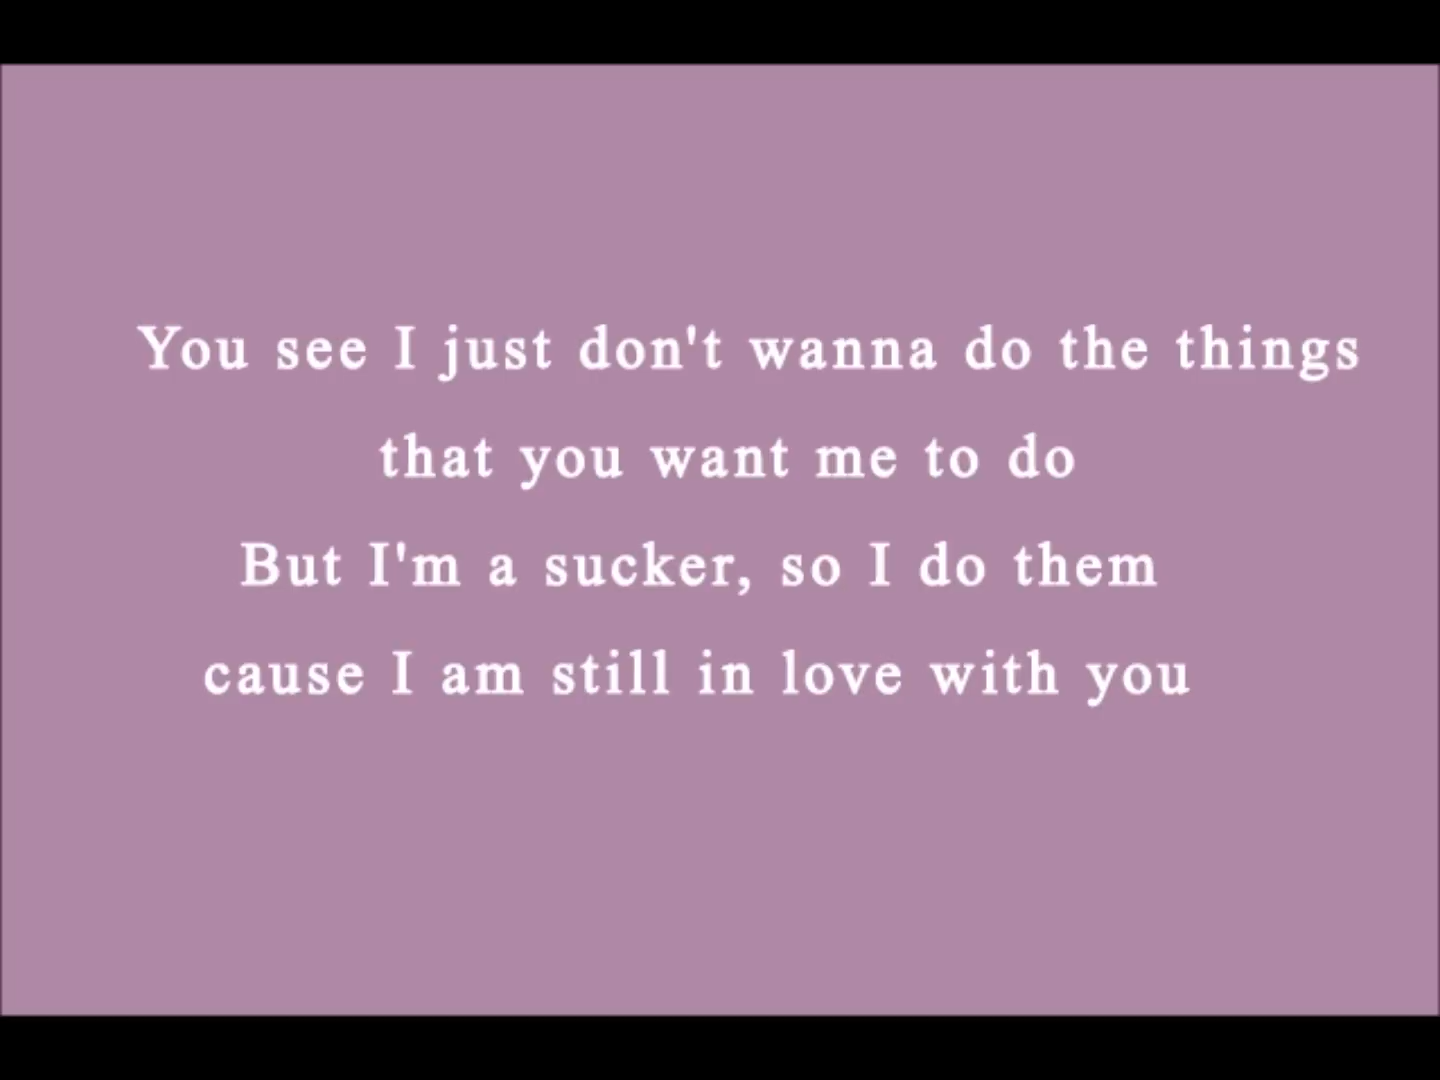 You see I just don't wanna do the things
that you want me to do
But I'm a sucker, so I do them
cause I am still in love with you